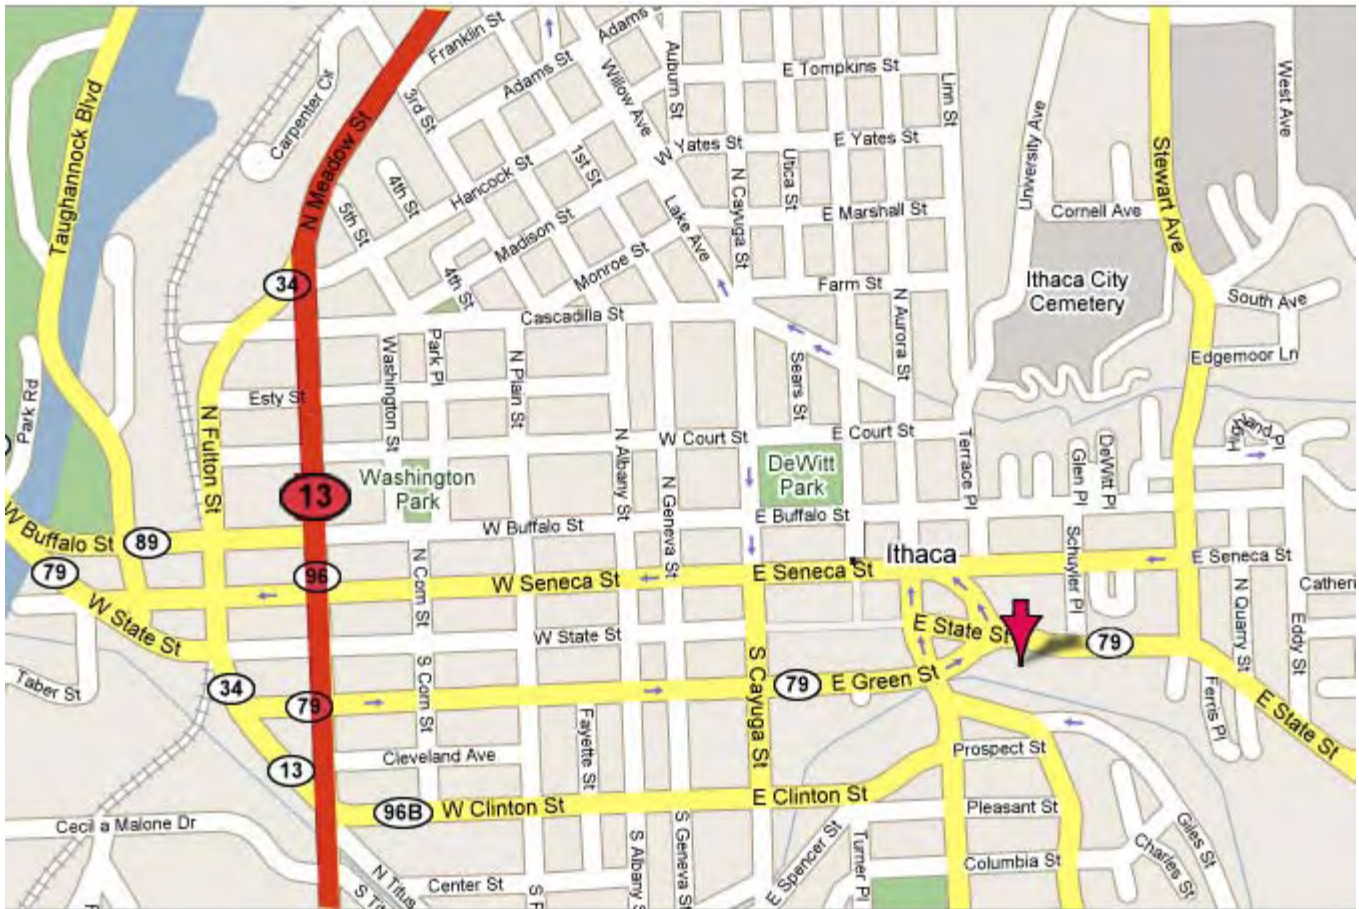 Franklin St
Adams St
Adams St
Willow Ave
Auburn St
E Tompkins St
Linn St
West Ave
Taughannock Blvd
Carpenter Cir
3rd St
N Meadow St
Hancock St
1st St
W Yates St
E Yates St
Utica St
N Cayuga St
University Ave
Stewart Ave
4th St
5th St
Madison St
Lake Ave
E Marshall St
Cornell Ave
34
4th St
Monroe St
Farm St
Ithaca City
Cemetery
South Ave
Cascadilla St
N Aurora St
Park Rd
Washington St
Park Pl
N Plain St
Sears St
Edgemoor Ln
Esty St
N Fulton St
N Albany St
W Court St
E Court St
Terrace Pl
Glen Pl
DeWitt Pl
Highland Pl
13
Washington
Park
N Geneva St
DeWitt
Park
W Buffalo St
89
W Buffalo St
E Buffalo St
Schuyler Pl
79
96
N Corn St
W Seneca St
E Seneca St
Ithaca
E Seneca St
N Quarry St
Eddy St
Cathe
W State St
W State St
E State St
79
Taber St
34
79
S Corn St
Fayette St
S Cayuga St
79
E Green St
Ferris Pl
E State St
13
Cleveland Ave
Prospect St
96B
W Clinton St
E Clinton St
Pleasant St
Giles St
Charles St
Cecilia Malone Dr
N Titus
S Ti
Center St
S P
S Albany S
S Geneva St
E Spencer St
Turner Pl
Columbia St